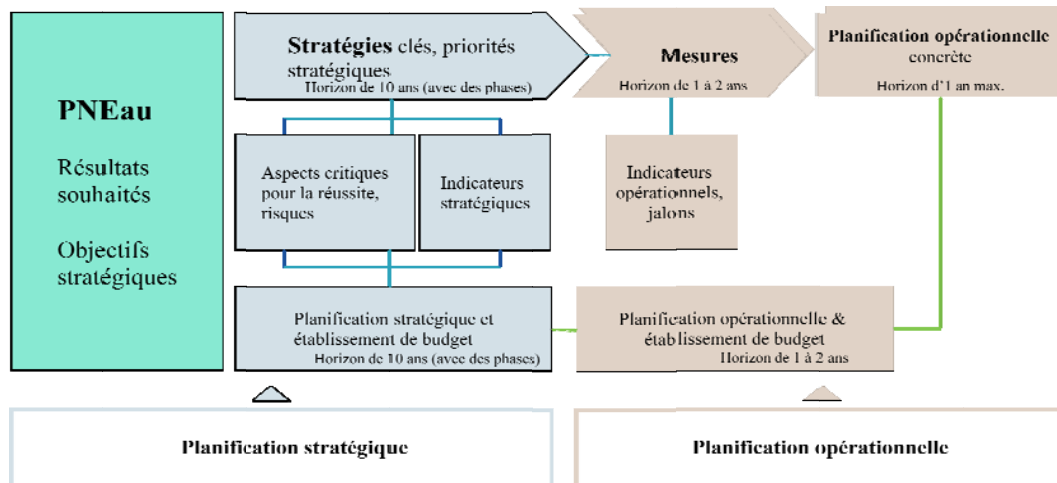 PNEau
Résultats
souhaités
Objectifs
stratégiques
Stratégies clés, priorités
stratégiques
Horizon de 10 ans (avec des phases)
Mesures
Horizon de 1 à 2 ans
Planification opérationnelle
concrète
Horizon d'1 an max.
Aspects critiques
pour la réussite,
risques
Indicateurs
stratégiques
Indicateurs
opérationnels,
jalons
Planification stratégique et
établissement de budget
Horizon de 10 ans (avec des phases)
Planification opérationnelle &
établissement de budget
Horizon de 1 à 2 ans
Planification stratégique
Planification opérationnelle